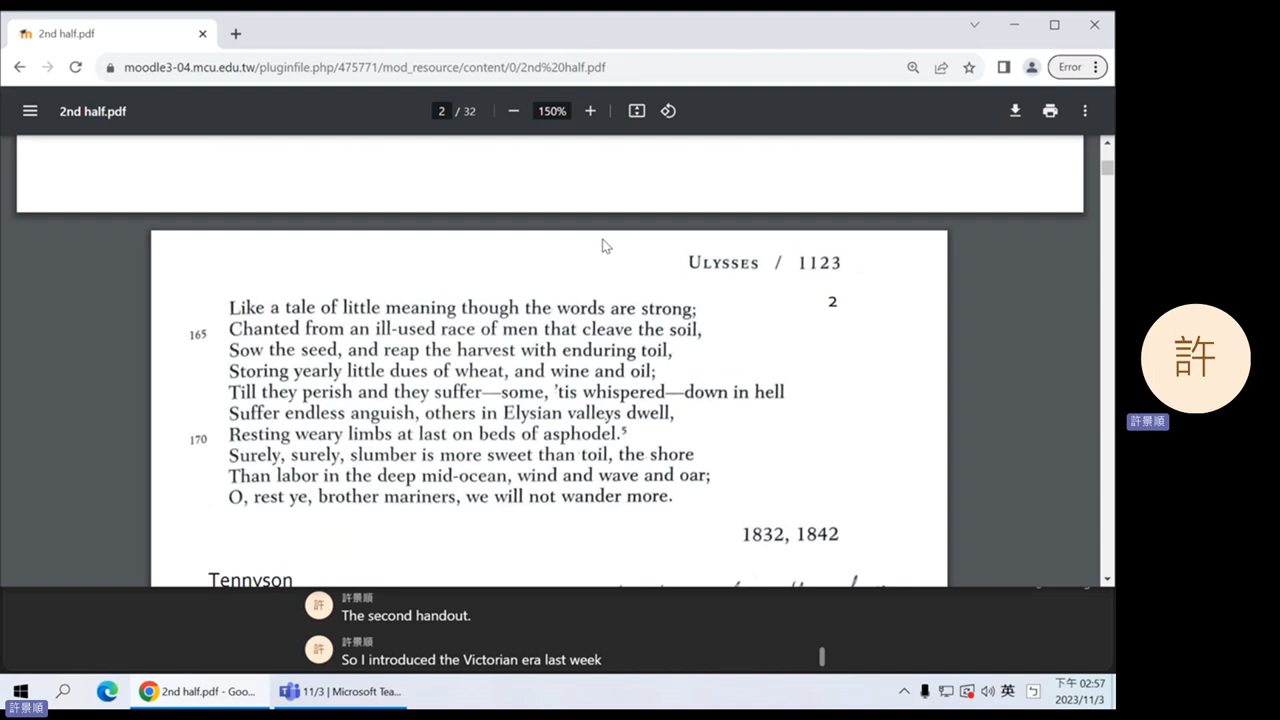 2nd half.pdf
moodle3-04.mcu.edu.tw/pluginfile.php/475771/mod_resource/content/0/2nd%20half.pdf
Error
2nd half.pdf
2 / 32
150%
ULYSSES / 1123
2
Like a tale of little meaning though the words are strong;
165 Chanted from an ill-used race of men that cleave the soil,
Sow the seed, and reap the harvest with enduring toil,
Storing yearly little dues of wheat, and wine and oil;
Till they perish and they suffer—some, 'tis whispered—down in hell
Suffer endless anguish, others in Elysian valleys dwell,
170 Resting weary limbs at last on beds of asphodel.⁵
Surely, surely, slumber is more sweet than toil, the shore
Than labor in the deep mid-ocean, wind and wave and oar;
O, rest ye, brother mariners, we will not wander more.
1832, 1842
Tennyson
許
許景順
許
許景順
The second handout.
許
許景順
So I introduced the Victorian era last week
2nd half.pdf - Goo...
11/3 | Microsoft Tea...
英
下午 02:57
2023/11/3
許景順